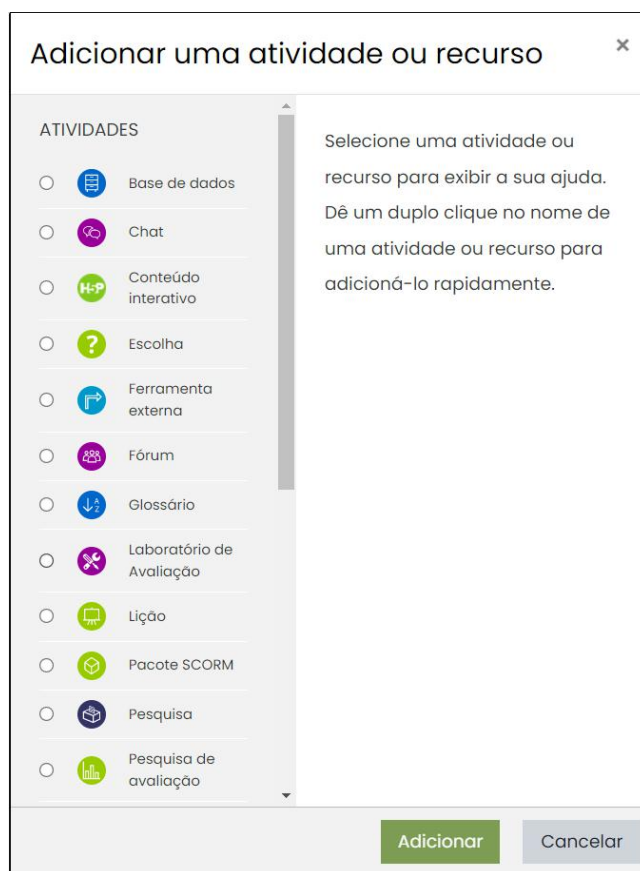 Adicionar uma atividade ou recurso
×
ATIVIDADES
Base de dados
Chat
H-P
Conteúdo
interativo
?
Escolha
Ferramenta
externa
Fórum
A
Z
Glossário
Laboratório de
Avaliação
Lição
Pacote SCORM
Pesquisa
Pesquisa de
avaliação
Selecione uma atividade ou
recurso para exibir a sua ajuda.
Dê um duplo clique no nome de
uma atividade ou recurso para
adicioná-lo rapidamente.
Adicionar
Cancelar